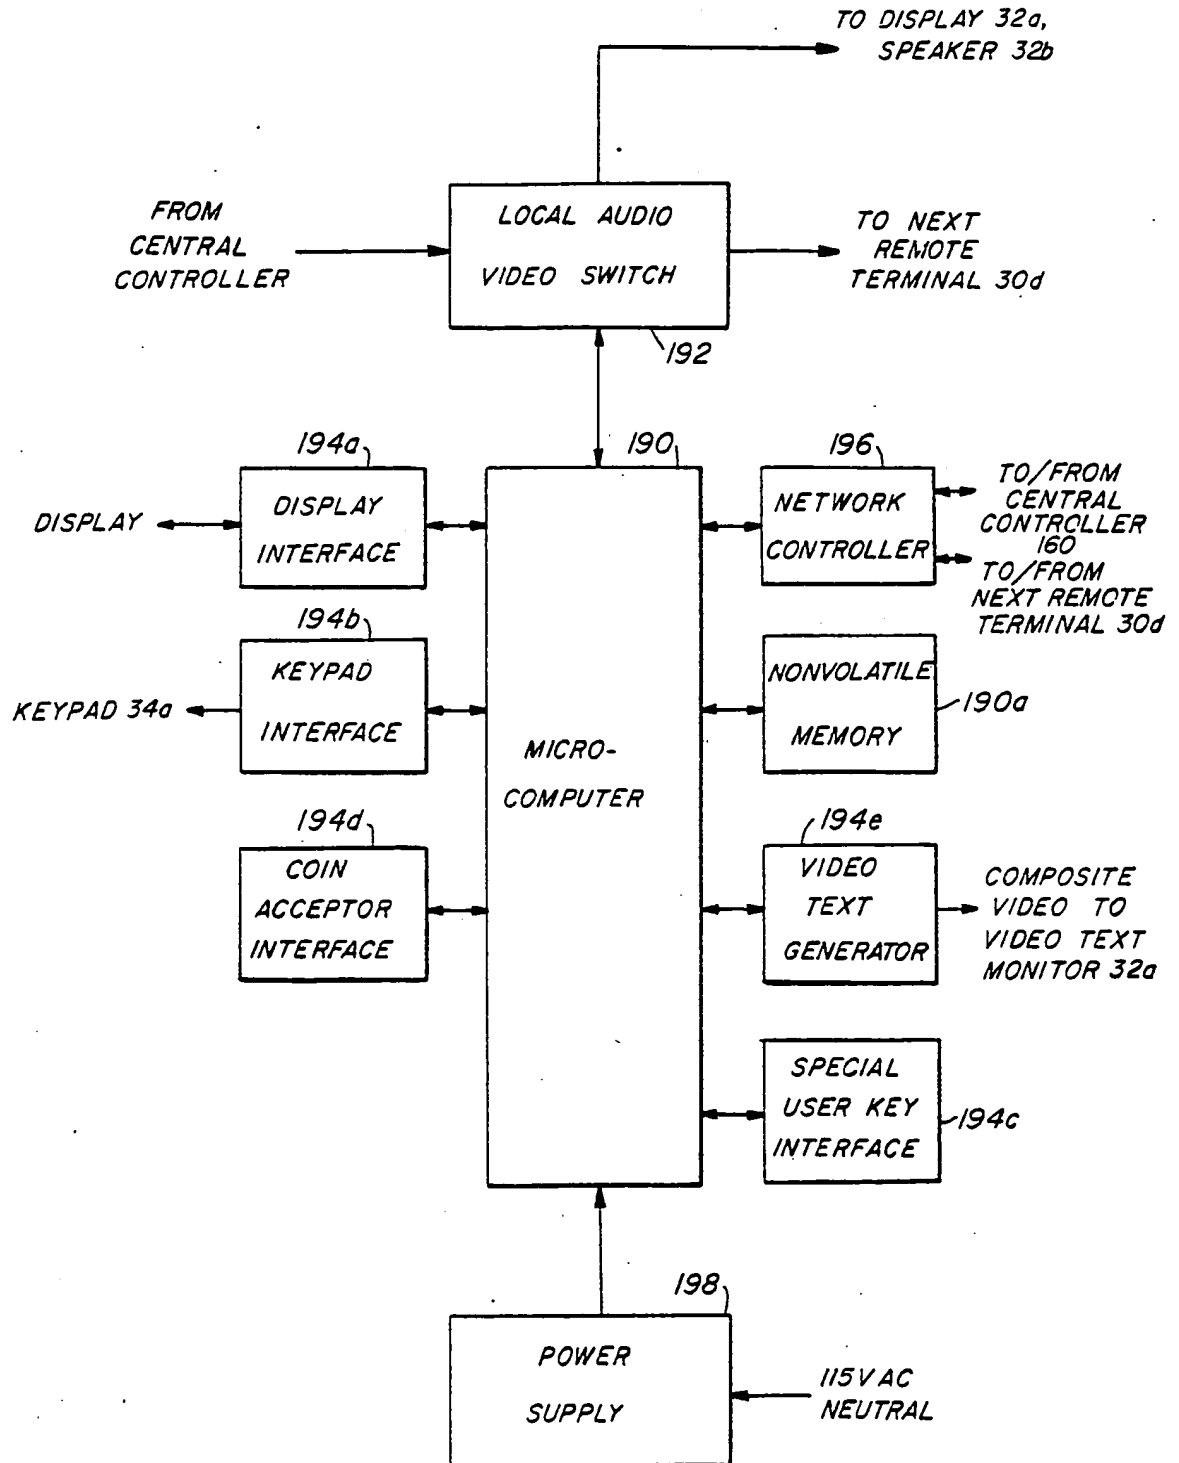 TO DISPLAY 32a,
SPEAKER 32b
FROM
CENTRAL
CONTROLLER
LOCAL AUDIO
VIDEO SWITCH
TO NEXT
REMOTE
TERMINAL 30d
192
194a
190
196
DISPLAY
DISPLAY
INTERFACE
NETWORK
CONTROLLER
TO/FROM
CENTRAL
CONTROLLER
160
TO/FROM
NEXT REMOTE
TERMINAL 30d
194b
KEYPAD 34a
KEYPAD
INTERFACE
MICRO-
COMPUTER
NONVOLATILE
MEMORY
190a
194d
COIN
ACCEPTOR
INTERFACE
194e
VIDEO
TEXT
GENERATOR
COMPOSITE
VIDEO TO
VIDEO TEXT
MONITOR 32a
SPECIAL
USER KEY
INTERFACE
194c
198
POWER
SUPPLY
115VAC
NEUTRAL